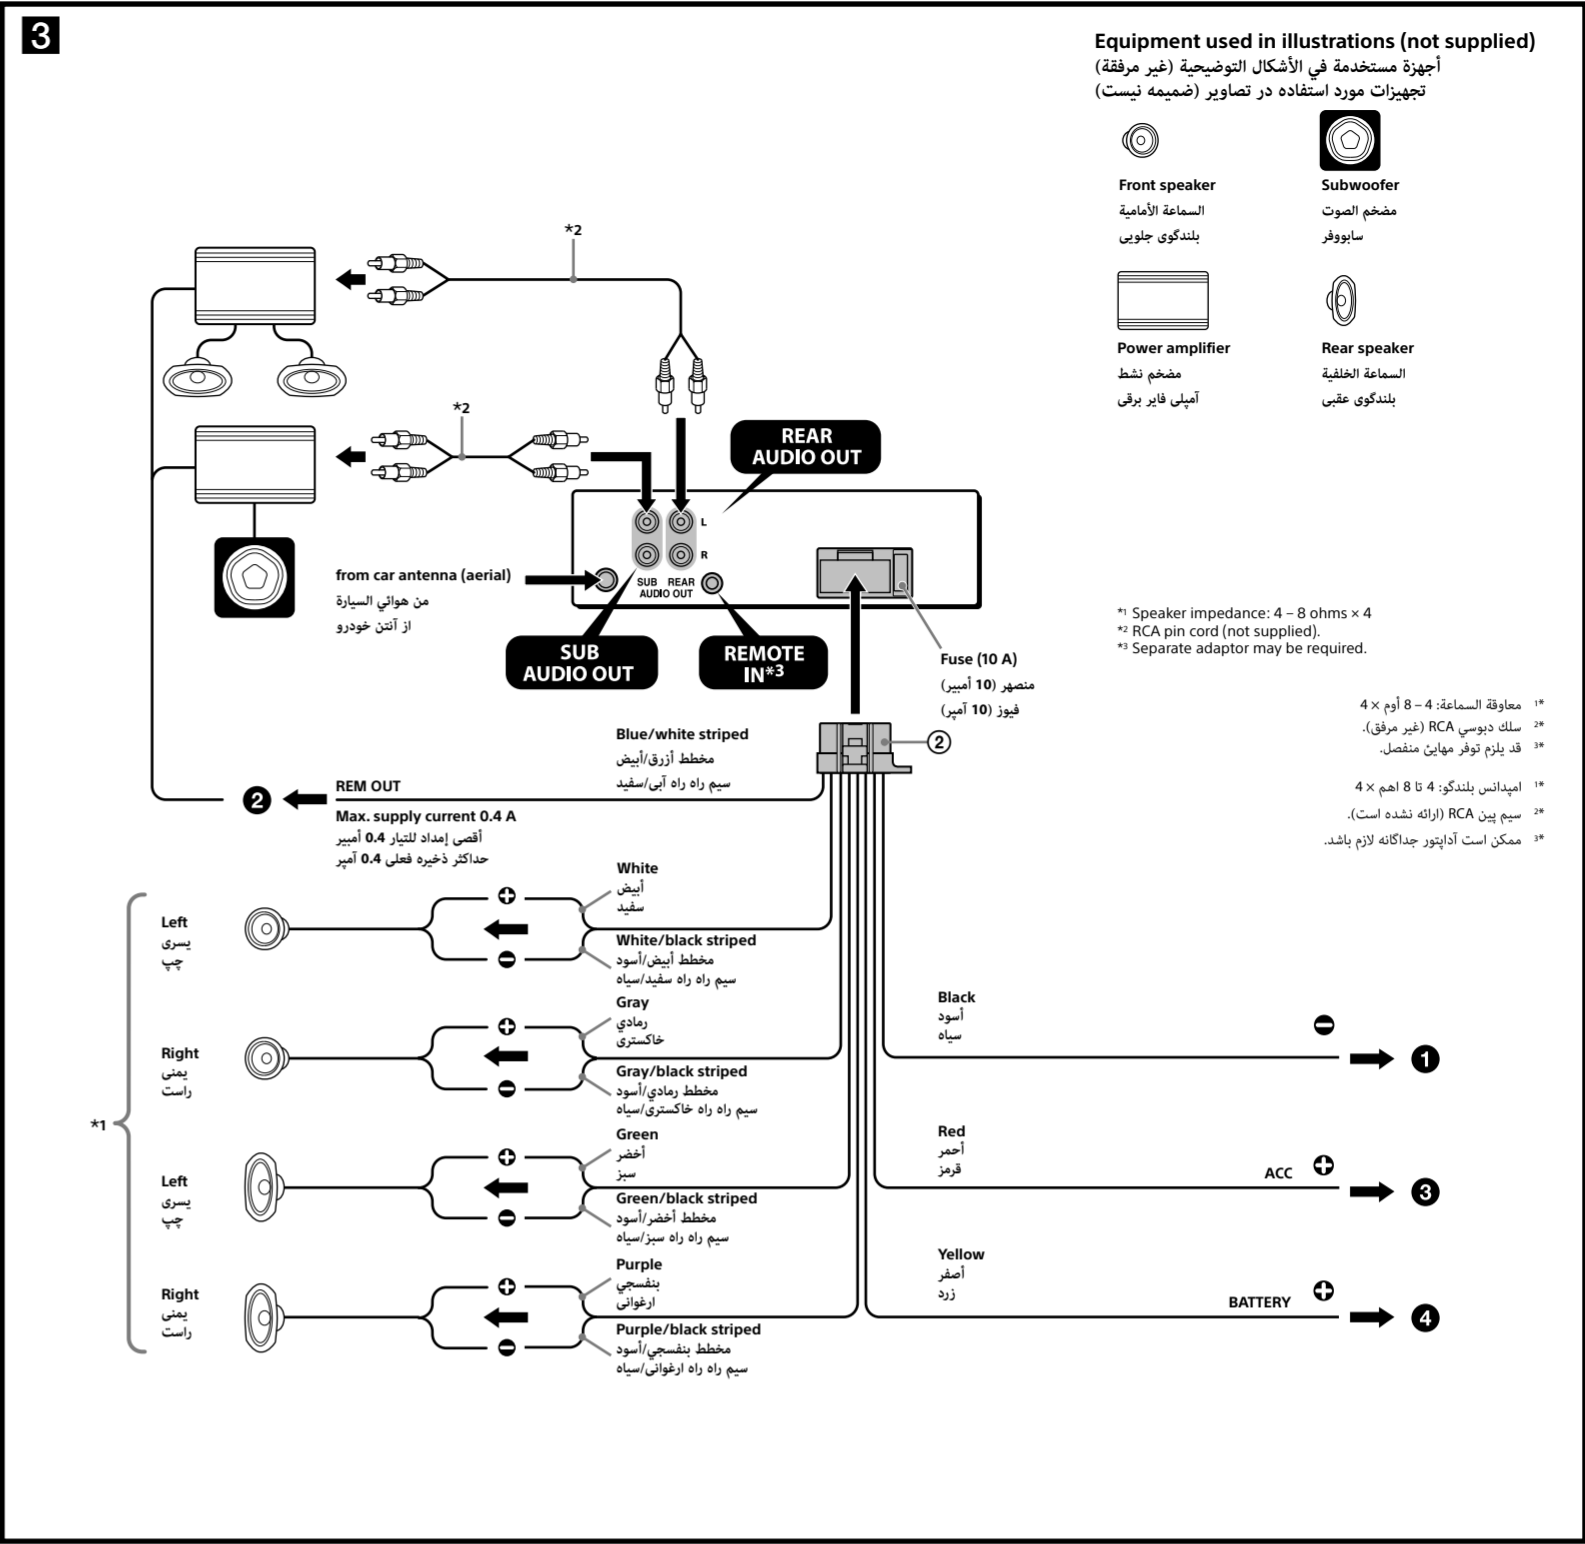 3
Equipment used in illustrations (not supplied)
أجهزة مستخدمة في الأشكال التوضيحية (غير مرفقة)
تجهیزات مورد استفاده در تصاویر (ضمیمه نیست)
Front speaker
السماعة الأمامية
بلندگوی جلویی
Subwoofer
مضخم الصوت
سابووفر
Power amplifier
مضخم نشط
آمپلی فایر برقی
Rear speaker
السماعة الخلفية
بلندگوی عقبی
*2
*2
REAR
AUDIO OUT
L
R
SUB REAR
AUDIO OUT
from car antenna (aerial)
من هوائي السيارة
از آنتن خودرو
SUB
AUDIO OUT
REMOTE
IN*3
Fuse (10 A)
منصهر (10 أمبير)
فیوز (10 آمپر)
*1 Speaker impedance: 4 – 8 ohms × 4
*2 RCA pin cord (not supplied).
*3 Separate adaptor may be required.
*1 معاوقة السماعة: 4 – 8 أوم × 4
*2 سلك دبوسي RCA (غير مرفق).
*3 قد يلزم توفر مهايئ منفصل.
*1 امپدانس بلندگو: 4 تا 8 اهم × 4
*2 سیم پین RCA (ارائه نشده است).
*3 ممکن است آداپتور جداگانه لازم باشد.
2
Blue/white striped
مخطط أزرق/أبيض
سیم راه راه آبی/سفید
2
REM OUT
Max. supply current 0.4 A
أقصى إمداد للتيار 0.4 أمبير
حداکثر ذخیره فعلی 0.4 آمپر
*1
Left
يسرى
چپ
White
أبيض
سفید
White/black striped
مخطط أبيض/أسود
سیم راه راه سفید/سیاه
Right
يمنى
راست
Gray
رمادي
خاکستری
Gray/black striped
مخطط رمادي/أسود
سیم راه راه خاکستری/سیاه
Left
يسرى
چپ
Green
أخضر
سبز
Green/black striped
مخطط أخضر/أسود
سیم راه راه سبز/سیاه
Right
يمنى
راست
Purple
بنفسجي
ارغوانی
Purple/black striped
مخطط بنفسجي/أسود
سیم راه راه ارغوانی/سیاه
Black
أسود
سیاه
1
Red
أحمر
قرمز
ACC
3
Yellow
أصفر
زرد
BATTERY
4